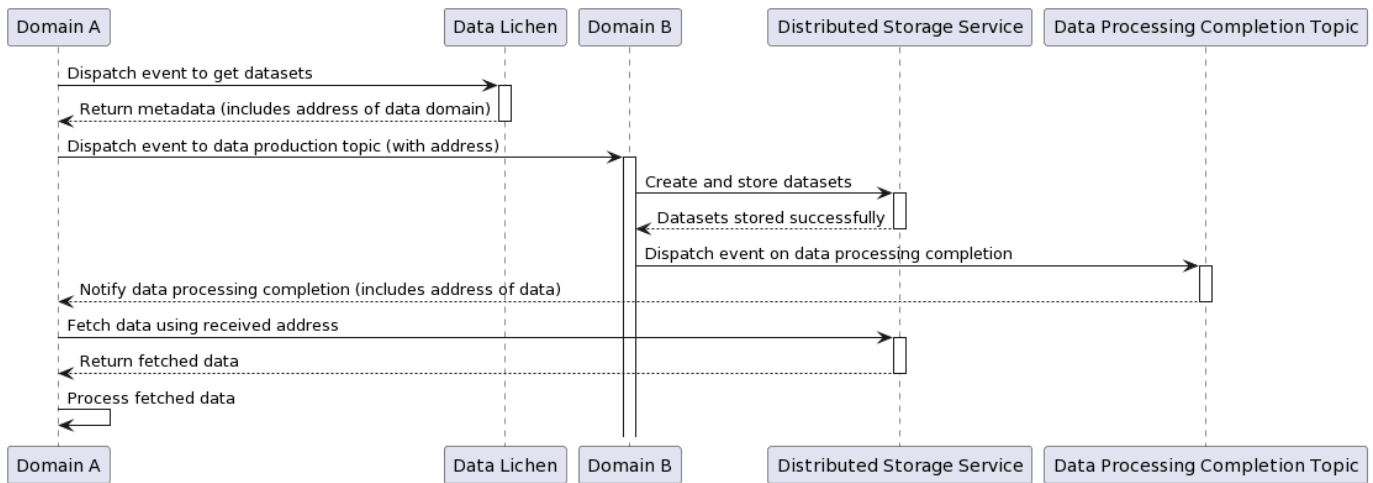 Domain A
Data Lichen
Domain B
Distributed Storage Service
Data Processing Completion Topic
Dispatch event to get datasets
Return metadata (includes address of data domain)
Dispatch event to data production topic (with address)
Create and store datasets
Datasets stored successfully
Dispatch event on data processing completion
Notify data processing completion (includes address of data)
Fetch data using received address
Return fetched data
Process fetched data
Domain A
Data Lichen
Domain B
Distributed Storage Service
Data Processing Completion Topic